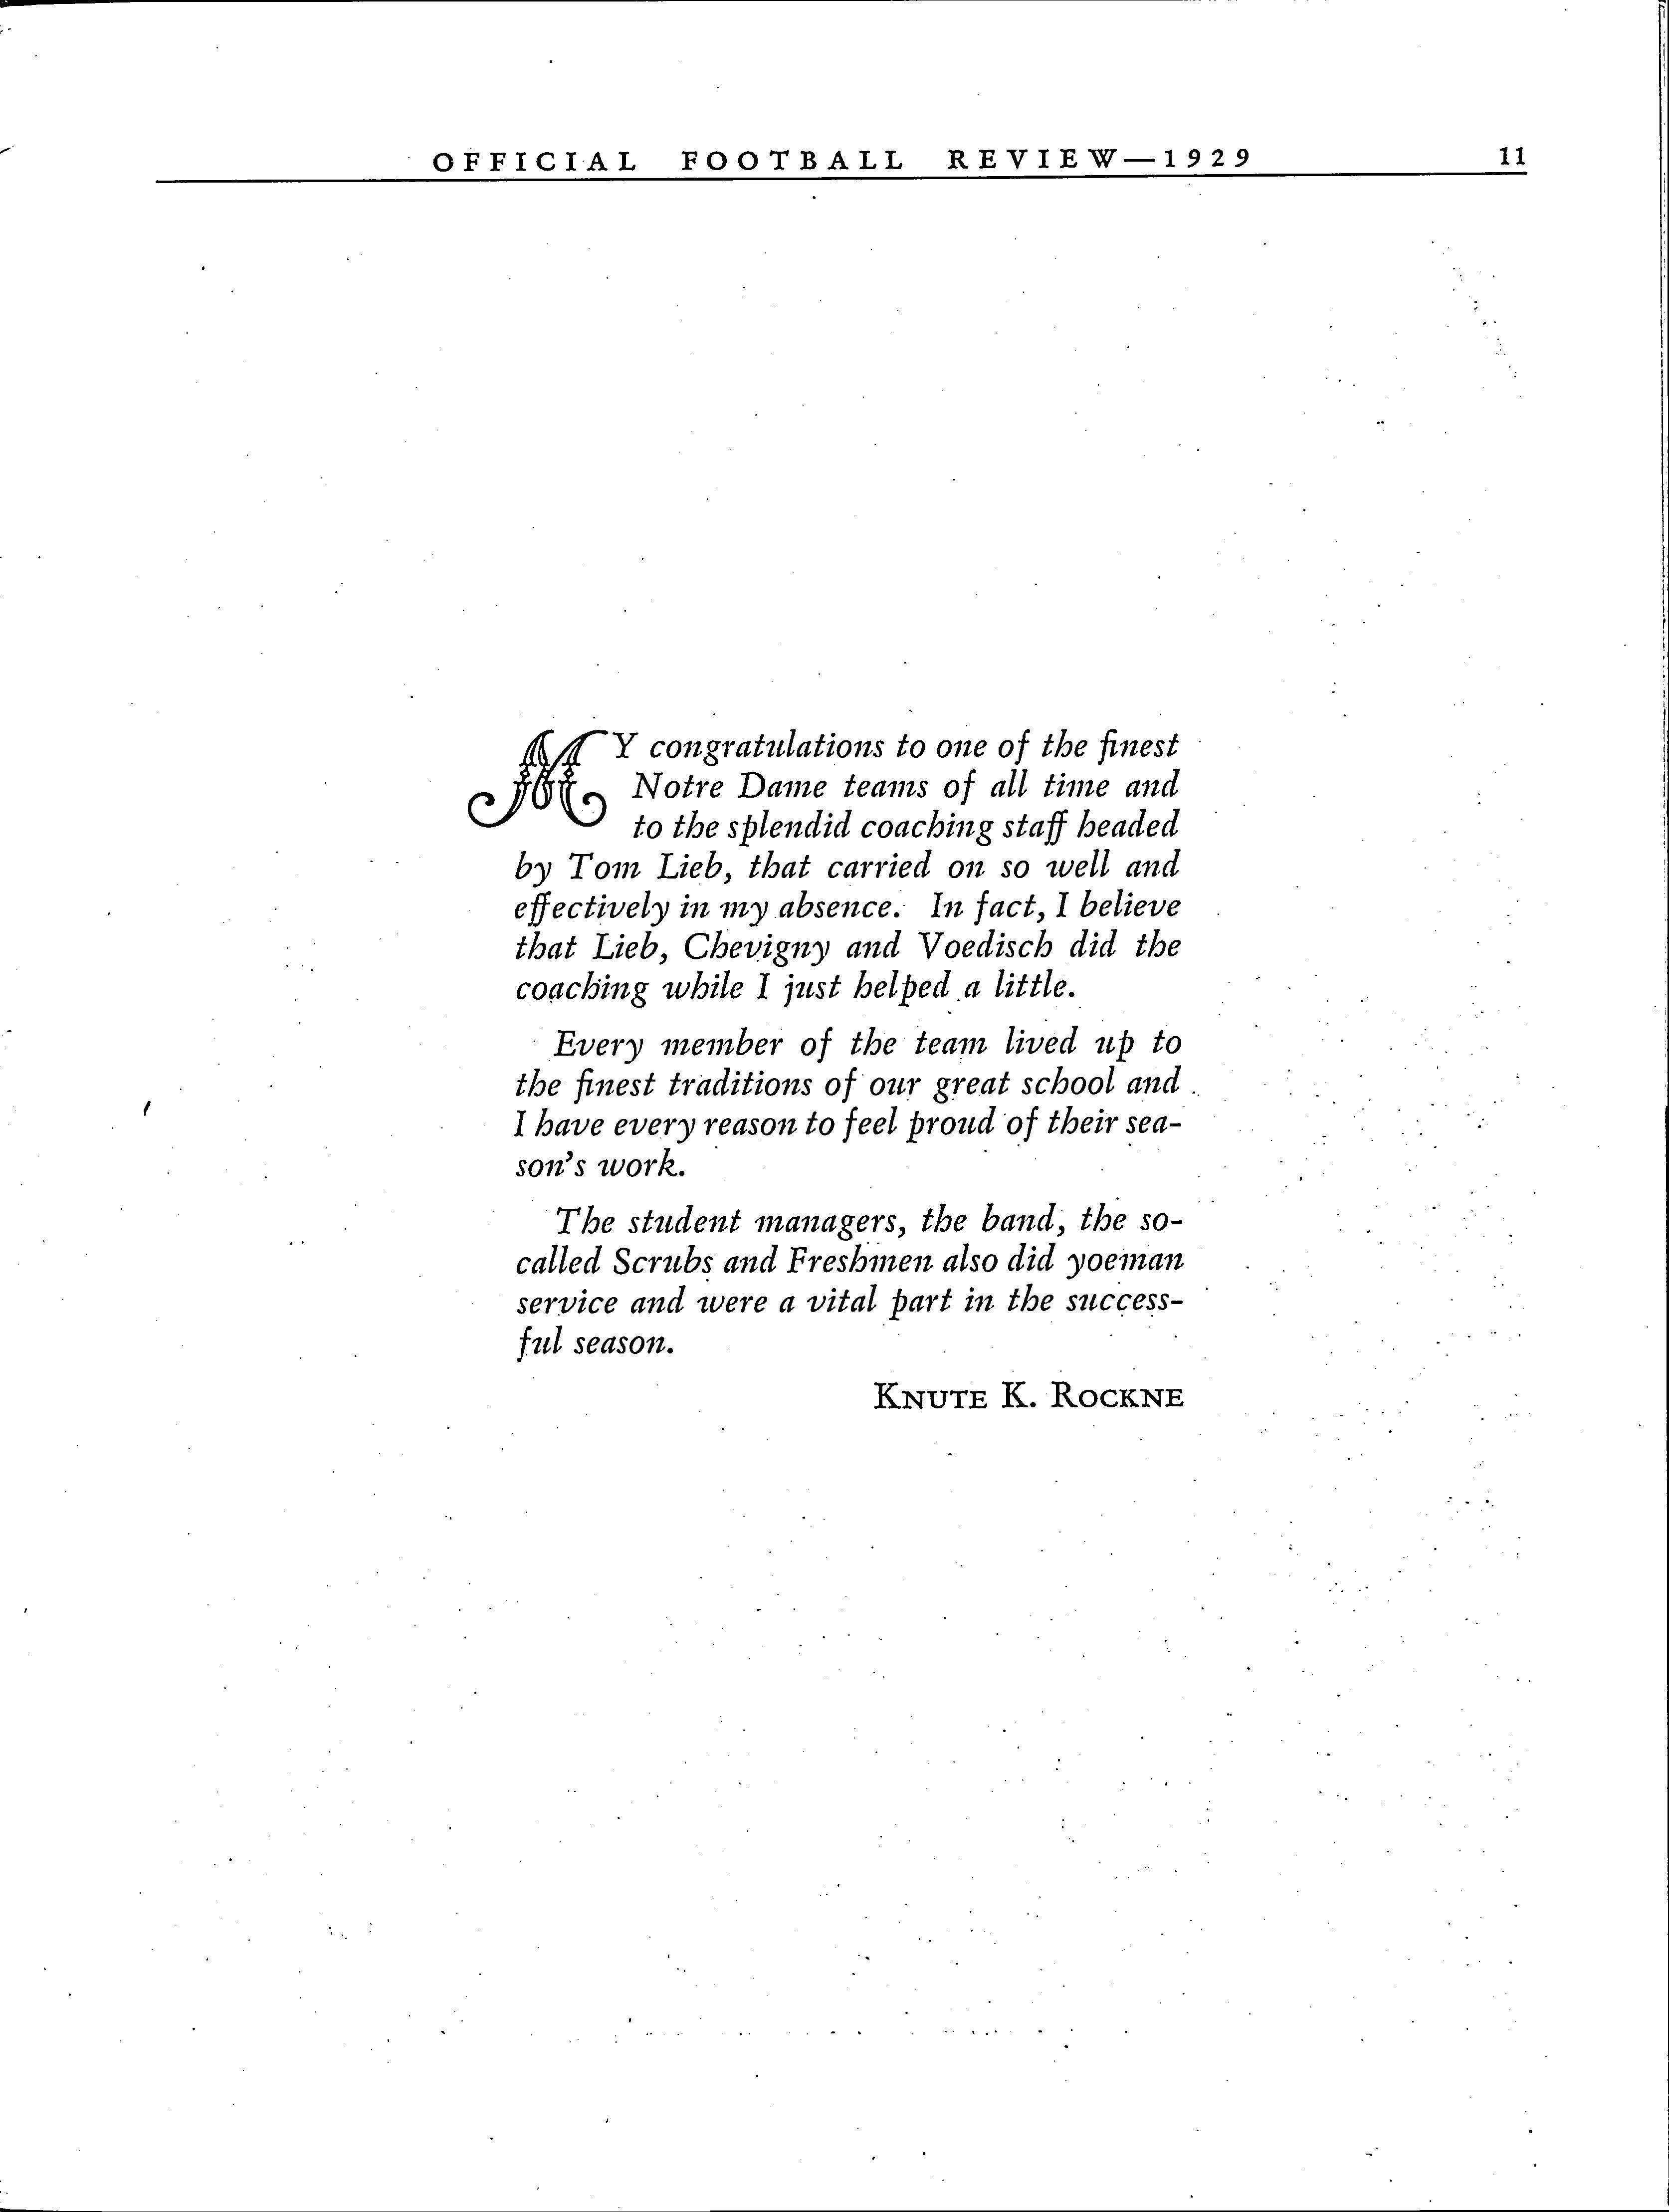 OFFICIAL FOOTBALL REVIEW—1929 11
MY congratulations to one of the finest
Notre Dame teams of all time and
to the splendid coaching staff headed
by Tom Lieb, that carried on so well and
effectively in my absence. In fact, I believe
that Lieb, Chevigny and Voedisch did the
coaching while I just helped a little.
Every member of the team lived up to
the finest traditions of our great school and
I have every reason to feel proud of their sea-
son's work.
The student managers, the band, the so-
called Scrubs and Freshmen also did yoeman
service and were a vital part in the success-
ful season.
KNUTE K. ROCKNE